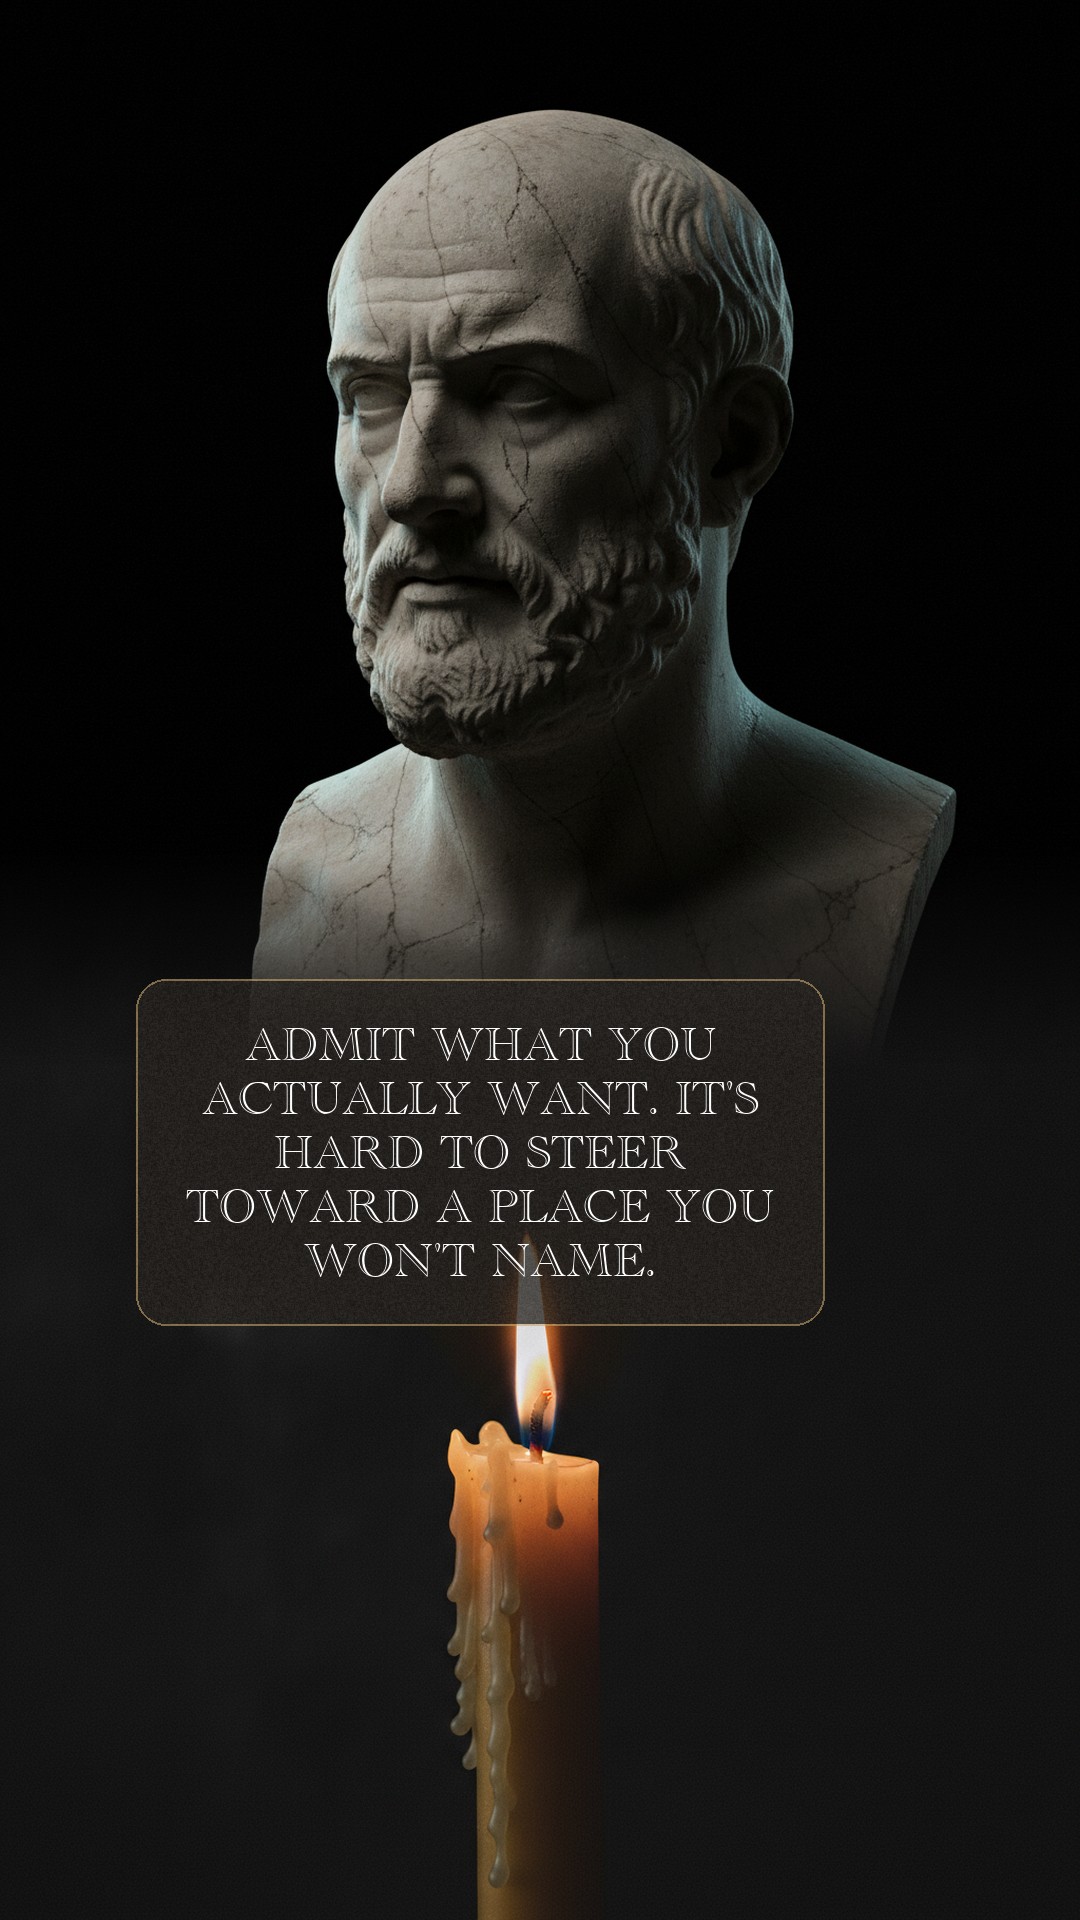 ADMIT WHAT YOU
ACTUALLY WANT. IT'S
HARD TO STEER
TOWARD A PLACE YOU
WON'T NAME.